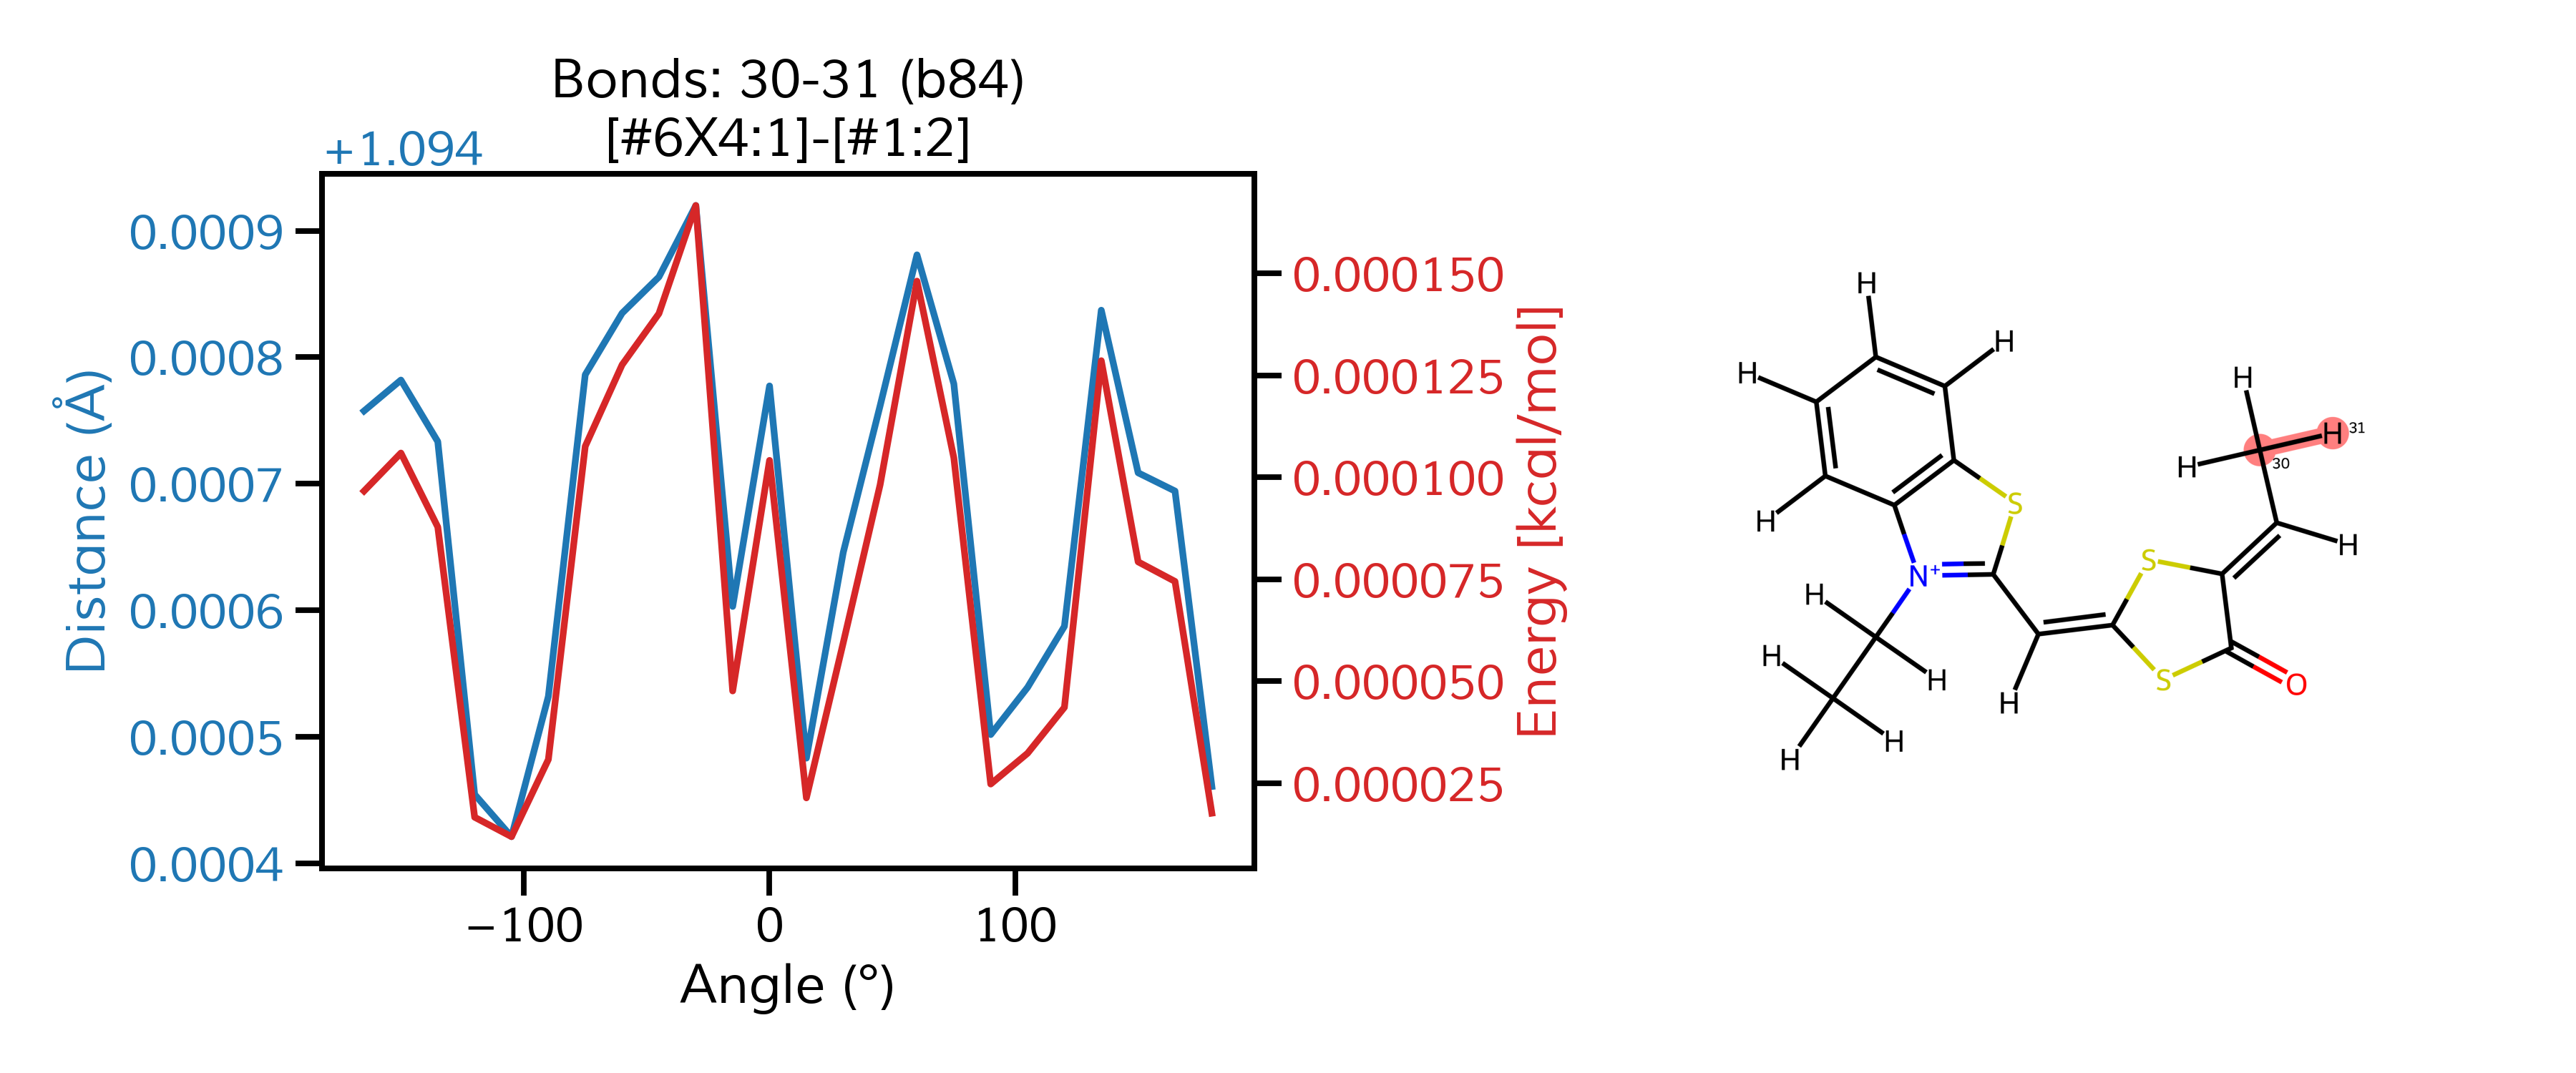 Bonds: 30-31 (b84)
[#6X4:1]-[#1:2]
+1.094
0.0009
0.0008
0.0007
0.0006
0.0005
0.0004
Distance (Å)
0.000150
0.000125
0.000100
0.000075
0.000050
0.000025
Energy [kcal/mol]
−100 0 100
Angle (°)
H
H
H
H
H
H 31
H
30
S
H
H
S
N+
H
H
H
S
O
H
H
H